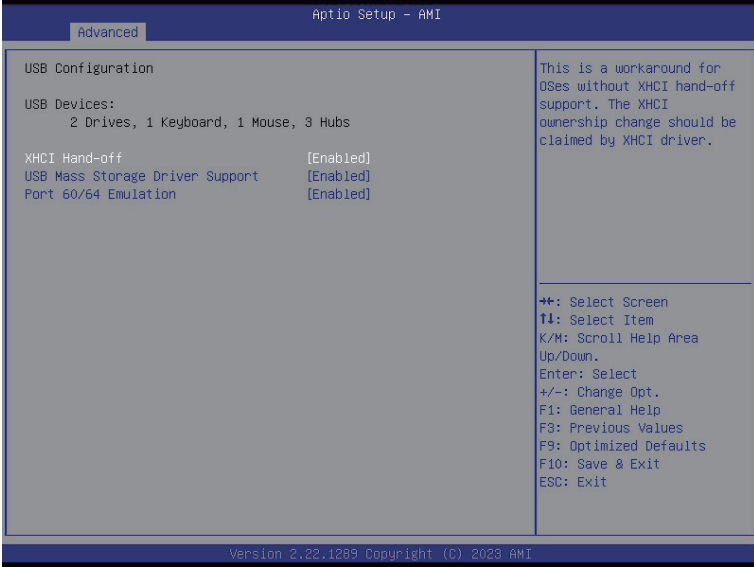 Aptio Setup – AMI
Advanced
USB Configuration
USB Devices:
2 Drives, 1 Keyboard, 1 Mouse, 3 Hubs
XHCI Hand-off [Enabled]
USB Mass Storage Driver Support [Enabled]
Port 60/64 Emulation [Enabled]
This is a workaround for
OSes without XHCI hand-off
support. The XHCI
ownership change should be
claimed by XHCI driver.
→←: Select Screen
↑↓: Select Item
K/M: Scroll Help Area
Up/Down.
Enter: Select
+/-: Change Opt.
F1: General Help
F3: Previous Values
F9: Optimized Defaults
F10: Save & Exit
ESC: Exit
Version 2.22.1289 Copyright (C) 2023 AMI